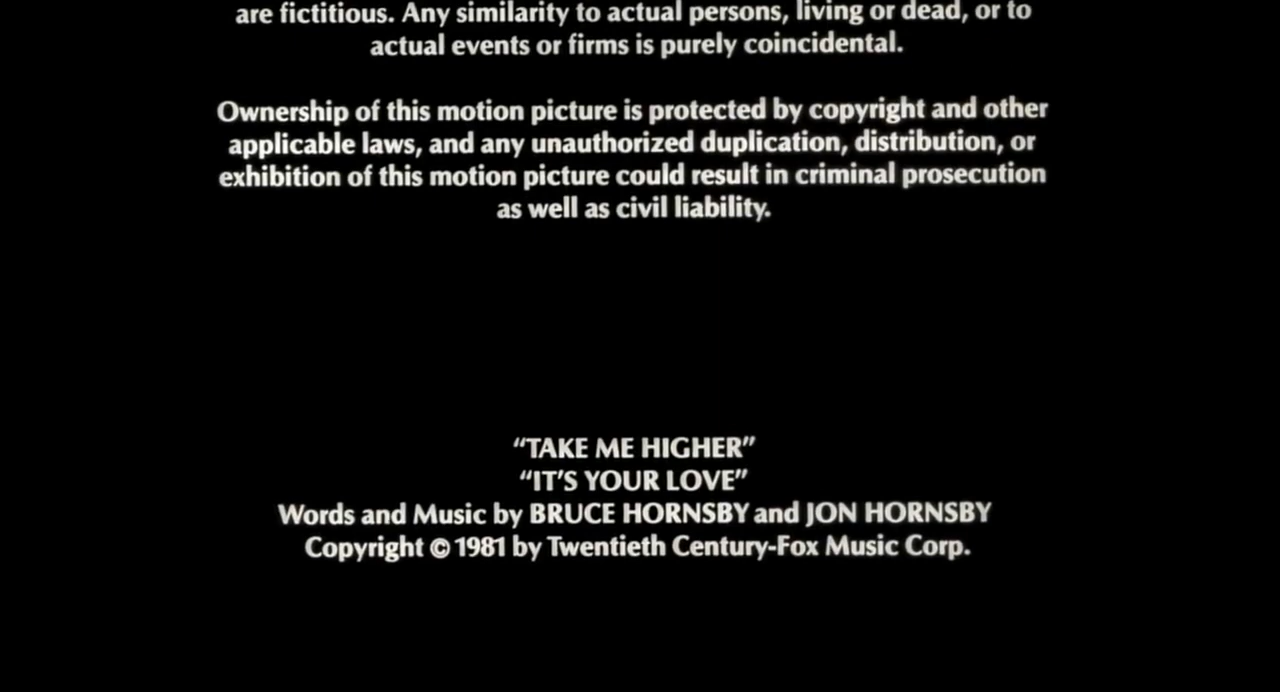 are fictitious. Any similarity to actual persons, living or dead, or to
actual events or firms is purely coincidental.
Ownership of this motion picture is protected by copyright and other
applicable laws, and any unauthorized duplication, distribution, or
exhibition of this motion picture could result in criminal prosecution
as well as civil liability.
“TAKE ME HIGHER”
“IT'S YOUR LOVE”
Words and Music by BRUCE HORNSBY and JON HORNSBY
Copyright © 1981 by Twentieth Century-Fox Music Corp.